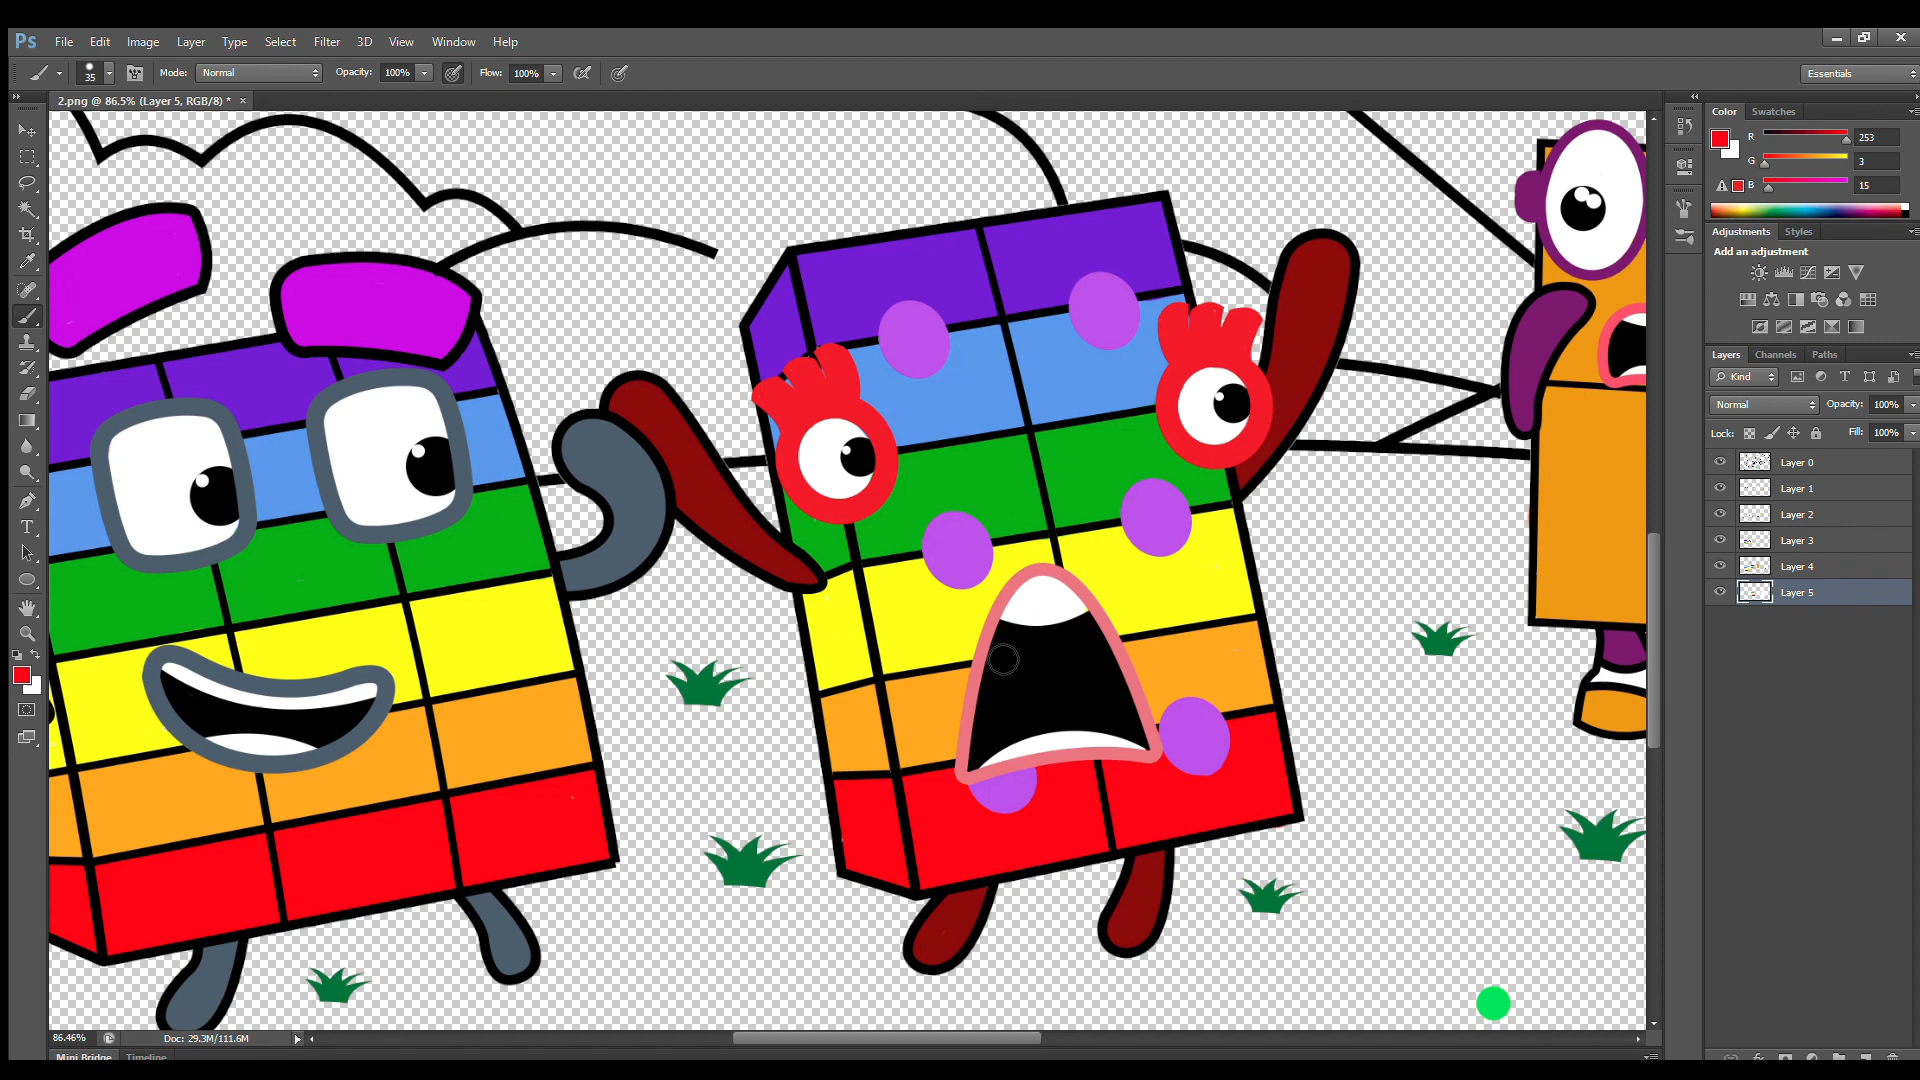 Ps File Edit Image Layer Type Select Filter 3D View Window Help
35 Mode: Normal Opacity: 100% Flow: 100% Essentials
2.png @ 86.5% (Layer 5, RGB/8) * ×
Color Swatches
R 253
G 3
B 15
Adjustments Styles
Add an adjustment
Layers Channels Paths
Kind
Normal Opacity: 100%
Lock: Fill: 100%
Layer 0
Layer 1
Layer 2
Layer 3
Layer 4
Layer 5
86.46% Doc: 29.3M/111.6M
Mini Bridge Timeline